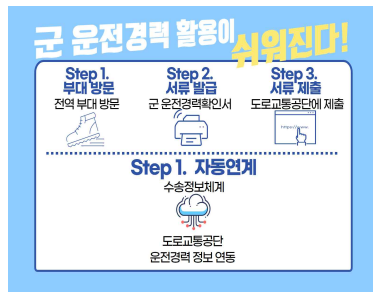 군 운전경력 활용이 쉬워진다!
Step 1. Step 2. Step 3.
부대 방문 서류 발급 서류 제출
전역 부대 방문 군 운전경력확인서 도로교통공단에 제출
https://www.
Step 1. 자동연계
수송정보체계
도로교통공단
운전경력 정보 연동